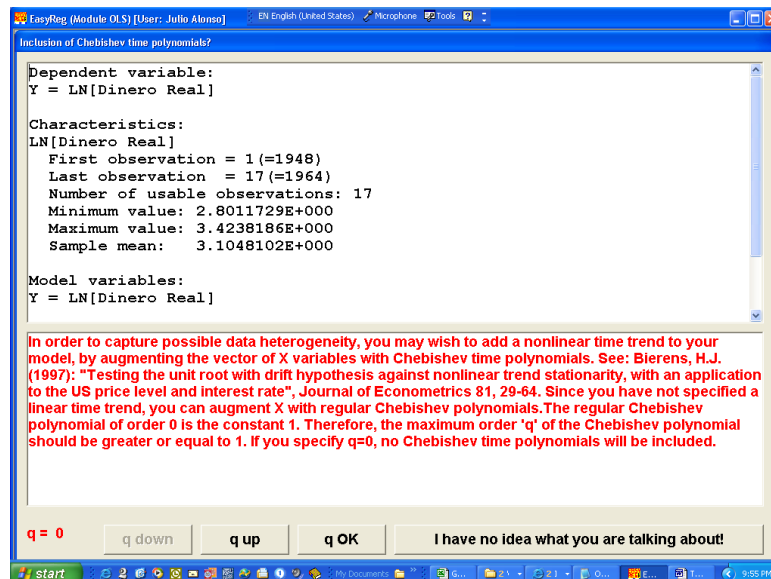 EasyReg (Module OLS) [User: Julio Alonso]
EN English (United States) Microphone Tools
Inclusion of Chebishev time polynomials?
Dependent variable:
Y = LN[Dinero Real]
Characteristics:
LN[Dinero Real]
First observation = 1(=1948)
Last observation = 17(=1964)
Number of usable observations: 17
Minimum value: 2.8011729E+000
Maximum value: 3.4238186E+000
Sample mean: 3.1048102E+000
Model variables:
Y = LN[Dinero Real]
In order to capture possible data heterogeneity, you may wish to add a nonlinear time trend to your
model, by augmenting the vector of X variables with Chebishev time polynomials. See: Bierens, H.J.
(1997): "Testing the unit root with drift hypothesis against nonlinear trend stationarity, with an application
to the US price level and interest rate", Journal of Econometrics 81, 29-64. Since you have not specified a
linear time trend, you can augment X with regular Chebishev polynomials.The regular Chebishev
polynomial of order 0 is the constant 1. Therefore, the maximum order 'q' of the Chebishev polynomial
should be greater or equal to 1. If you specify q=0, no Chebishev time polynomials will be included.
q = 0
q down
q up
q OK
I have no idea what you are talking about!
start
My Documents
G...
2
21
O...
E...
T...
9:55 PM